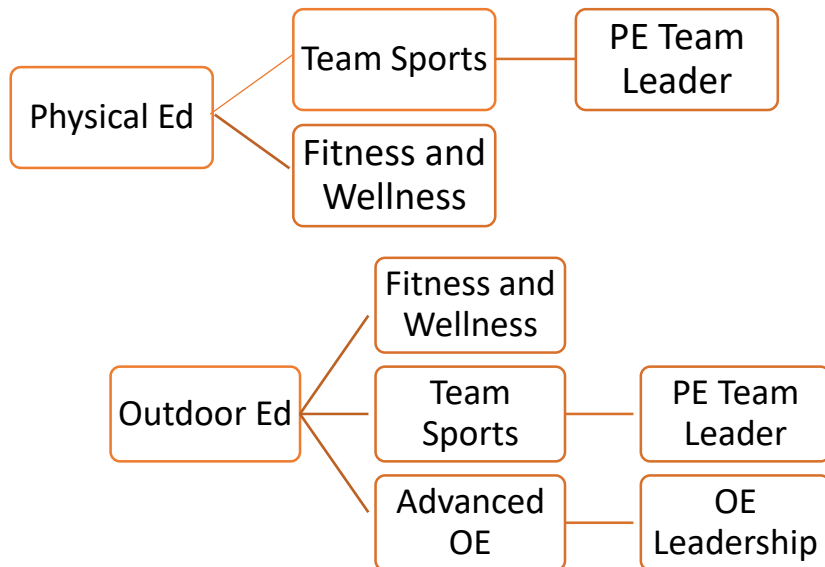 Team Sports
PE Team
Leader
Physical Ed
Fitness and
Wellness
Fitness and
Wellness
Outdoor Ed
Team
Sports
PE Team
Leader
Advanced
OE
OE
Leadership